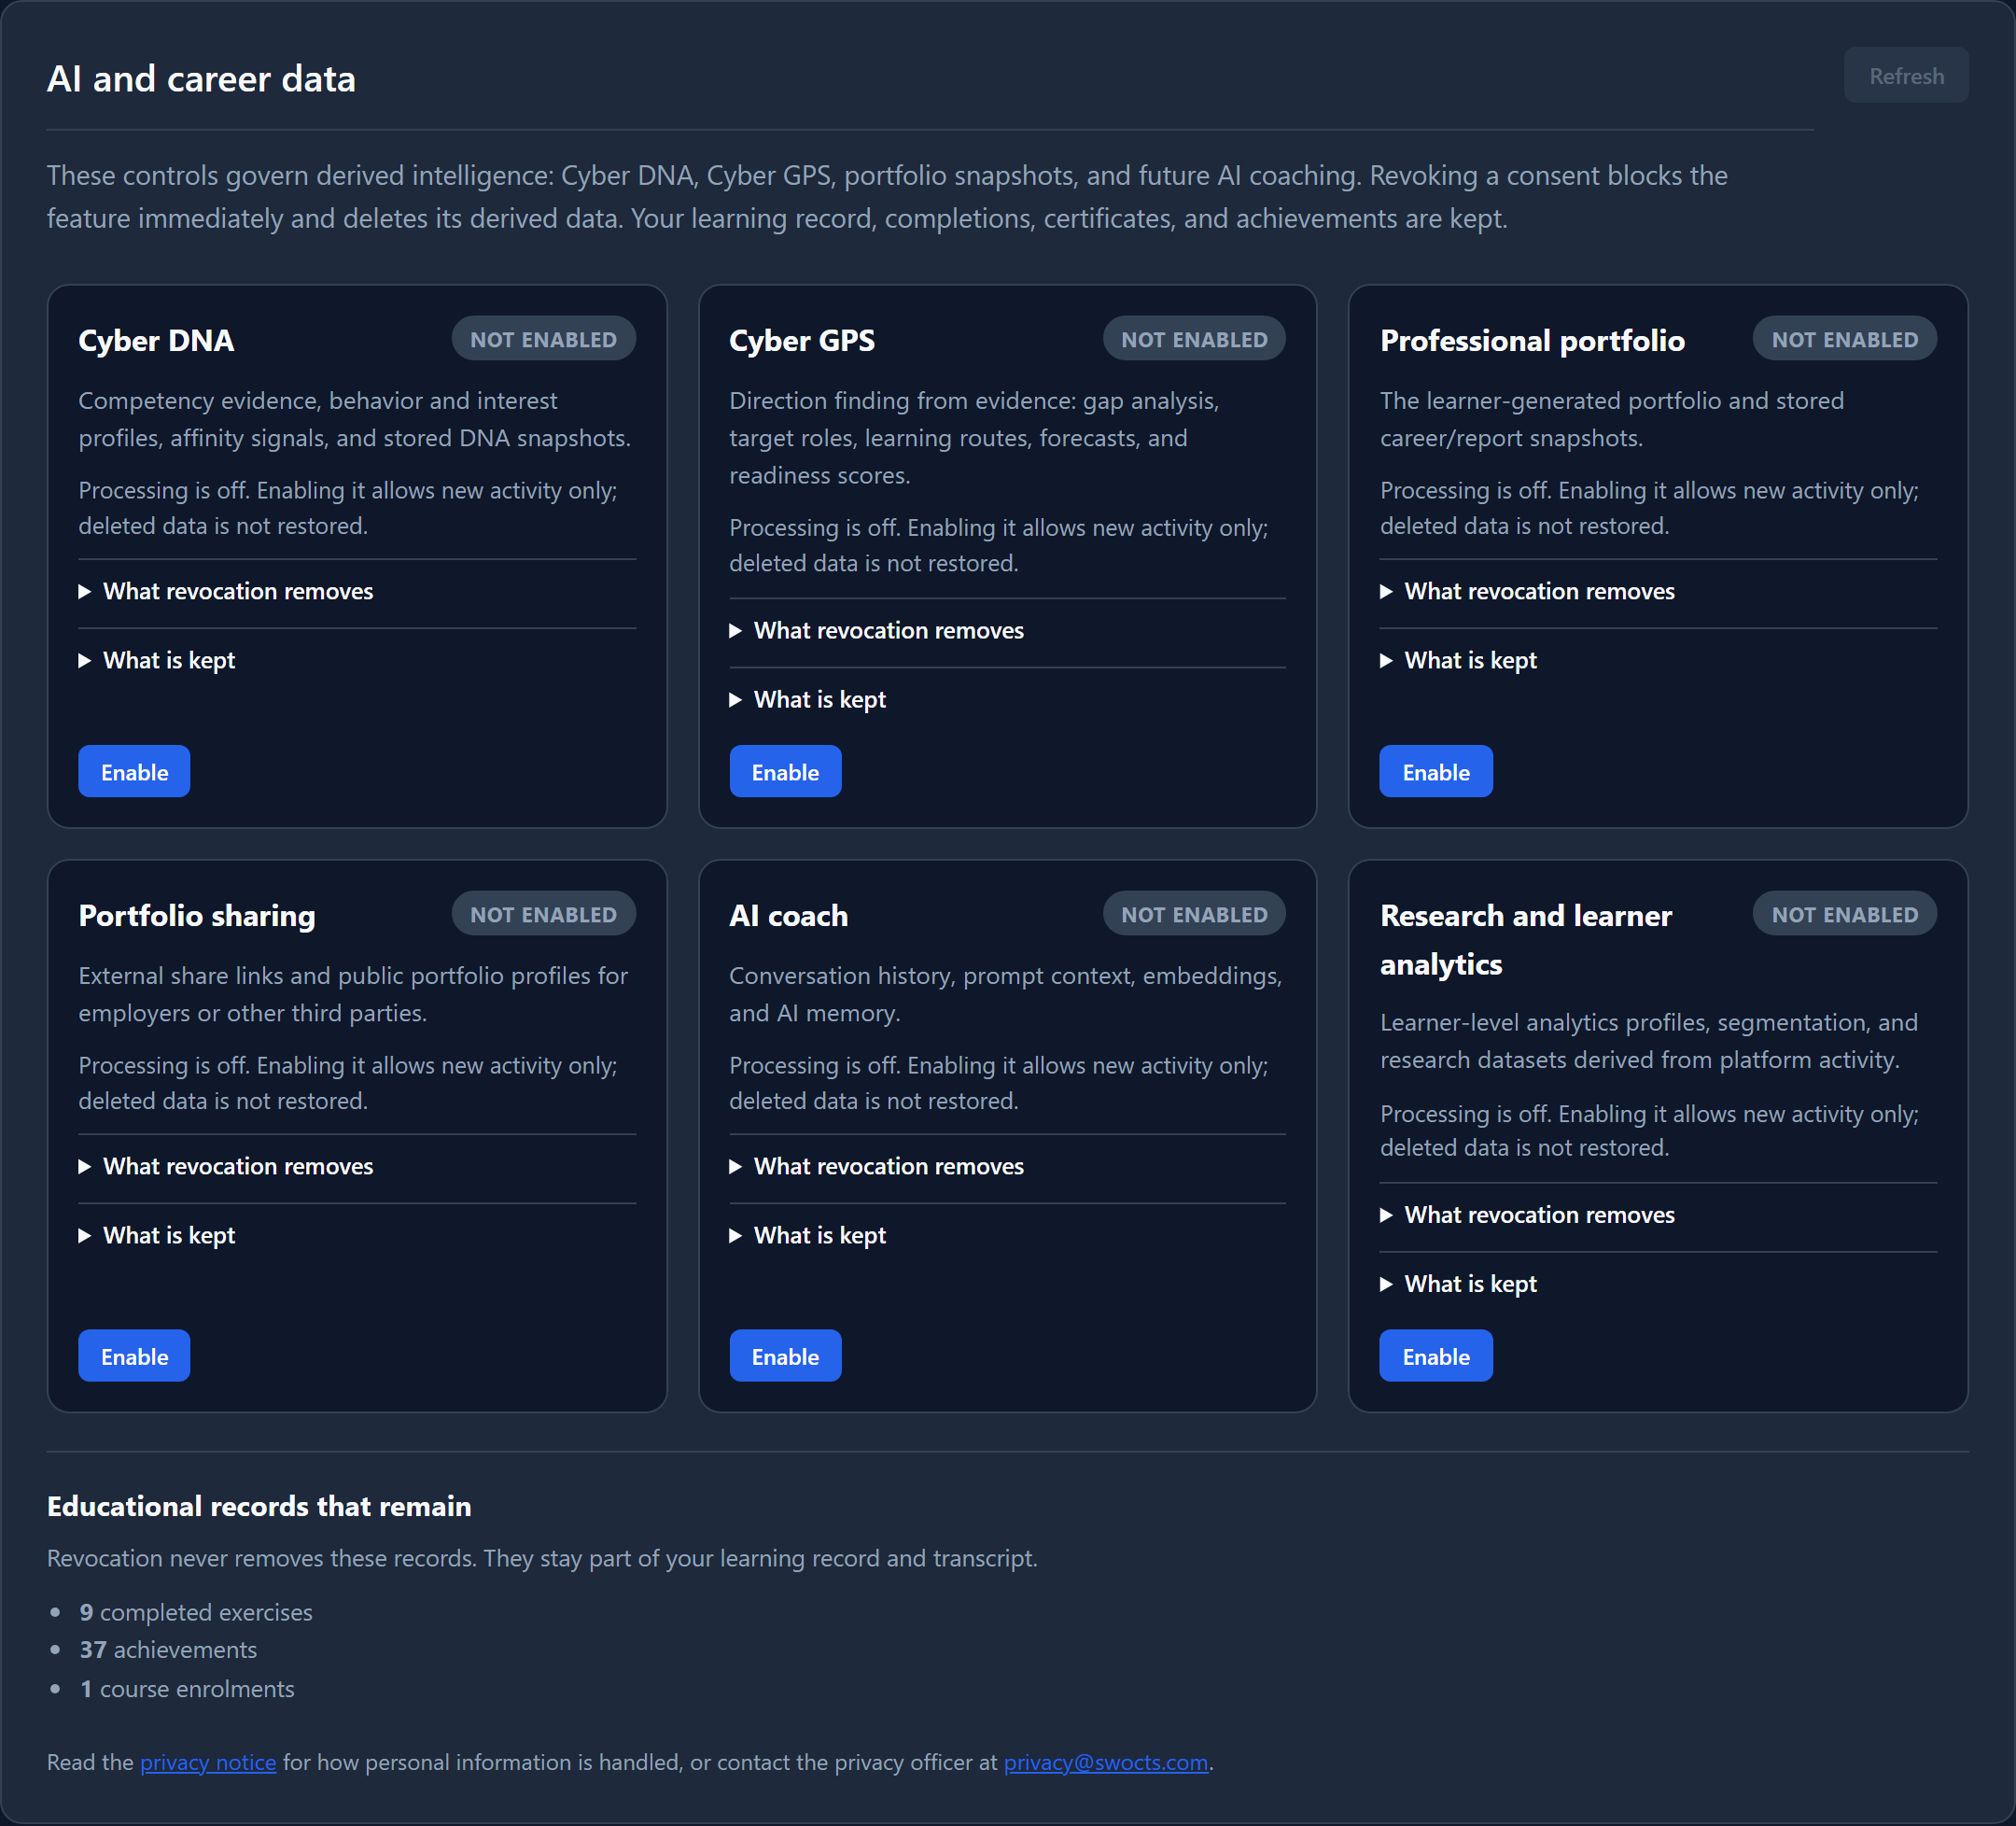 AI and career data
Refresh
These controls govern derived intelligence: Cyber DNA, Cyber GPS, portfolio snapshots, and future AI coaching. Revoking a consent blocks the
feature immediately and deletes its derived data. Your learning record, completions, certificates, and achievements are kept.
Cyber DNA
NOT ENABLED
Competency evidence, behavior and interest
profiles, affinity signals, and stored DNA snapshots.
Processing is off. Enabling it allows new activity only;
deleted data is not restored.
What revocation removes
What is kept
Enable
Cyber GPS
NOT ENABLED
Direction finding from evidence: gap analysis,
target roles, learning routes, forecasts, and
readiness scores.
Processing is off. Enabling it allows new activity only;
deleted data is not restored.
What revocation removes
What is kept
Enable
Professional portfolio
NOT ENABLED
The learner-generated portfolio and stored
career/report snapshots.
Processing is off. Enabling it allows new activity only;
deleted data is not restored.
What revocation removes
What is kept
Enable
Portfolio sharing
NOT ENABLED
External share links and public portfolio profiles for
employers or other third parties.
Processing is off. Enabling it allows new activity only;
deleted data is not restored.
What revocation removes
What is kept
Enable
AI coach
NOT ENABLED
Conversation history, prompt context, embeddings,
and AI memory.
Processing is off. Enabling it allows new activity only;
deleted data is not restored.
What revocation removes
What is kept
Enable
Research and learner
analytics
NOT ENABLED
Learner-level analytics profiles, segmentation, and
research datasets derived from platform activity.
Processing is off. Enabling it allows new activity only;
deleted data is not restored.
What revocation removes
What is kept
Enable
Educational records that remain
Revocation never removes these records. They stay part of your learning record and transcript.
9 completed exercises
37 achievements
1 course enrolments
Read the privacy notice for how personal information is handled, or contact the privacy officer at privacy@swocts.com.